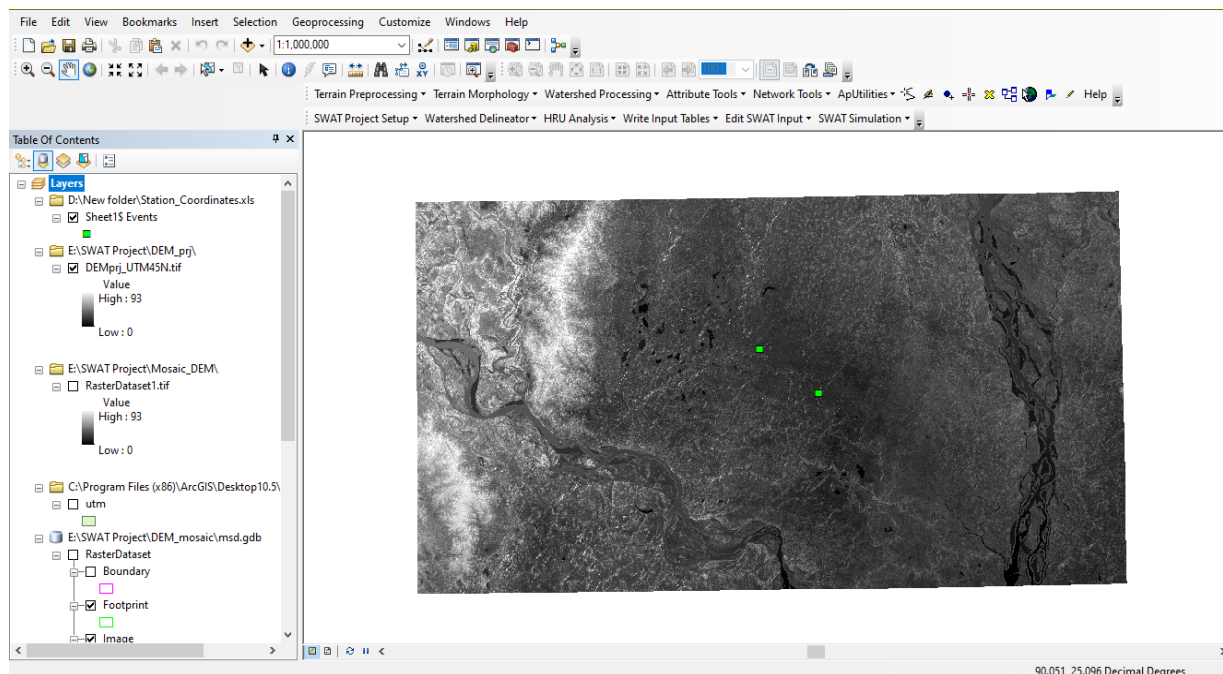 File Edit View Bookmarks Insert Selection Geoprocessing Customize Windows Help
1:1,000,000
Terrain Preprocessing Terrain Morphology Watershed Processing Attribute Tools Network Tools ApUtilities Help
SWAT Project Setup Watershed Delineator HRU Analysis Write Input Tables Edit SWAT Input SWAT Simulation
Table Of Contents
Layers
D:\New folder\Station_Coordinates.xls
Sheet1$ Events
E:\SWAT Project\DEM_prj\
DEMprj_UTM45N.tif
Value
High : 93
Low : 0
E:\SWAT Project\Mosaic_DEM\
RasterDataset1.tif
Value
High : 93
Low : 0
C:\Program Files (x86)\ArcGIS\Desktop10.5\
utm
E:\SWAT Project\DEM_mosaic\msd.gdb
RasterDataset
Boundary
Footprint
Image
90.051 25.096 Decimal Degrees